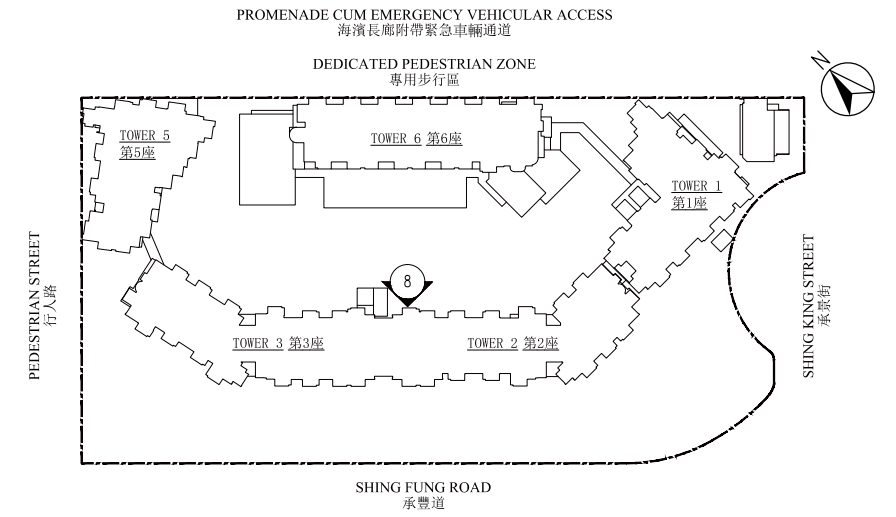 PROMENADE CUM EMERGENCY VEHICULAR ACCESS
海濱長廊附帶緊急車輛通道
DEDICATED PEDESTRIAN ZONE
專用步行區
N
TOWER 5
第5座
TOWER 6 第6座
TOWER 1
第1座
PEDESTRIAN STREET
行人路
8
SHING KING STREET
承景街
TOWER 3 第3座
TOWER 2 第2座
SHING FUNG ROAD
承豐道